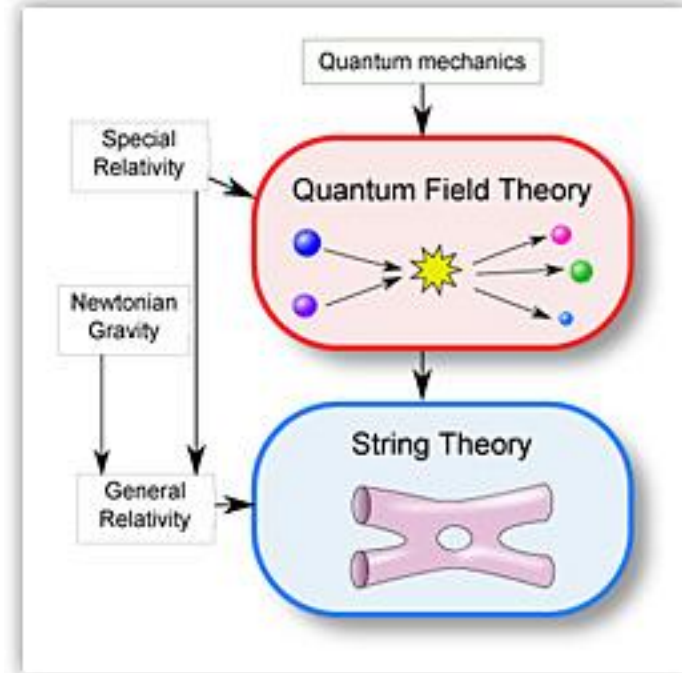 Quantum mechanics
Special
Relativity
Quantum Field Theory
Newtonian
Gravity
String Theory
General
Relativity